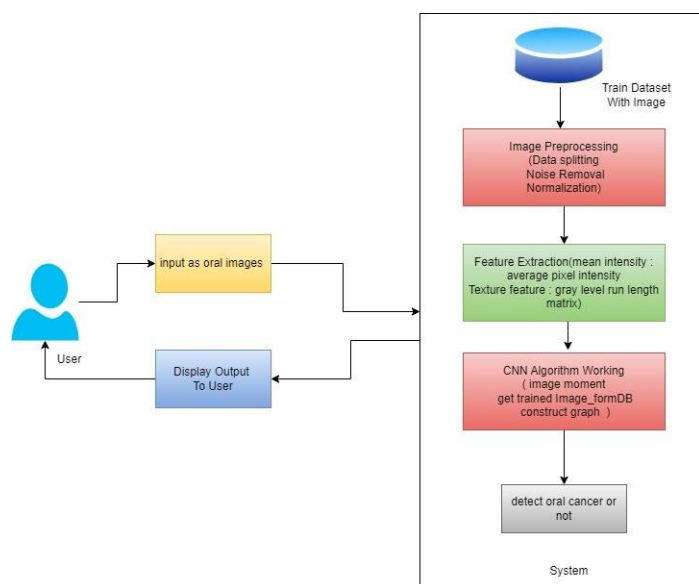 Train Dataset
With Image
Image Preprocessing
(Data splitting
Noise Removal
Normalization)
Feature Extraction(mean intensity :
average pixel intensity
Texture feature : gray level run length
matrix)
CNN Algorithm Working
( image moment
get trained Image_formDB
construct graph )
detect oral cancer or
not
System
input as oral images
Display Output
To User
User